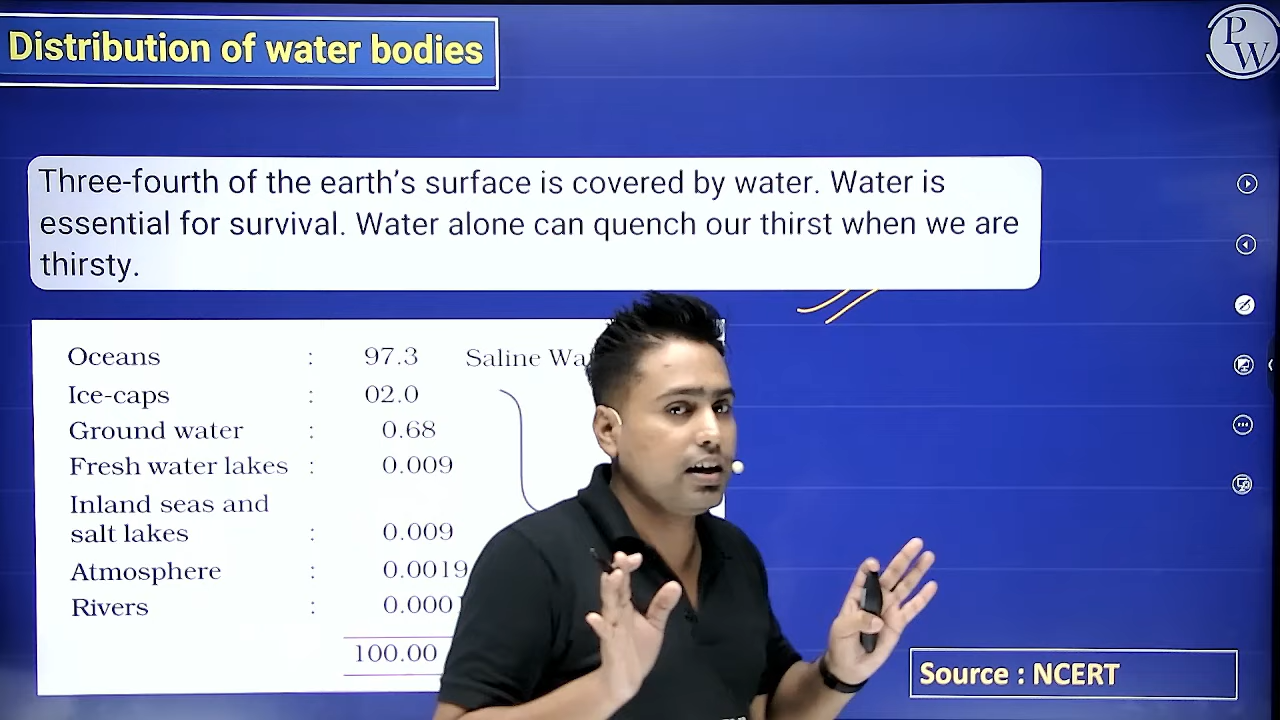 Distribution of water bodies
PW
Three-fourth of the earth's surface is covered by water. Water is
essential for survival. Water alone can quench our thirst when we are
thirsty.
Oceans : 97.3 Saline
Ice-caps : 02.0
Ground water : 0.68
Fresh water lakes : 0.009
Inland seas and
salt lakes : 0.009
Atmosphere : 0.0019
Rivers :
100.00
Source : NCERT